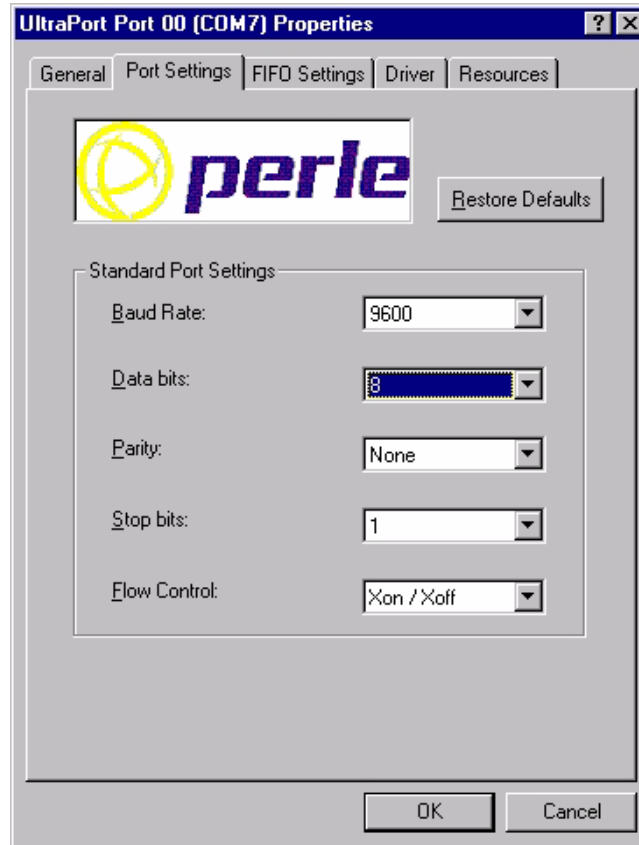 UltraPort Port 00 (COM7) Properties
General Port Settings FIFO Settings Driver Resources
perle
Restore Defaults
Standard Port Settings
Baud Rate: 9600
Data bits: 8
Parity: None
Stop bits: 1
Flow Control: Xon / Xoff
OK Cancel